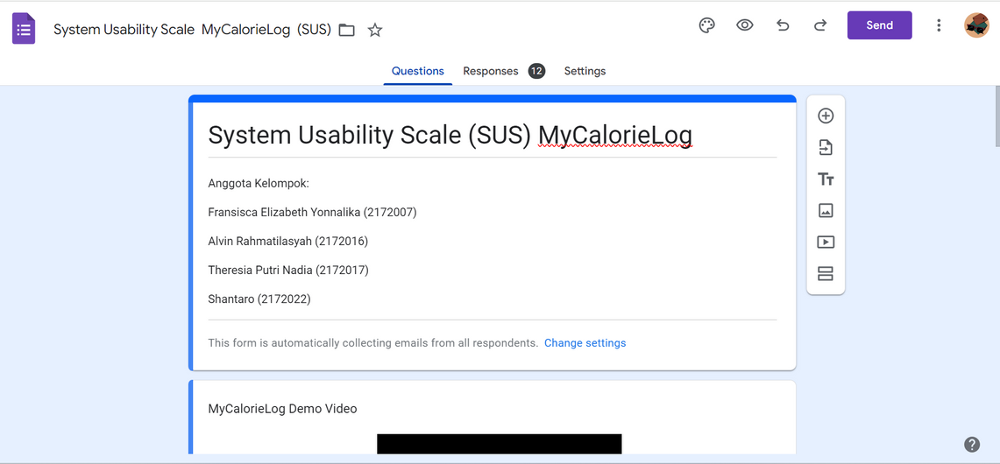 System Usability Scale MyCalorieLog (SUS)
Send
Questions
Responses 12
Settings
System Usability Scale (SUS) MyCalorieLog
Anggota Kelompok:
Fransisca Elizabeth Yonnalika (2172007)
Alvin Rahmatilasyah (2172016)
Theresia Putri Nadia (2172017)
Shantaro (2172022)
This form is automatically collecting emails from all respondents. Change settings
MyCalorieLog Demo Video